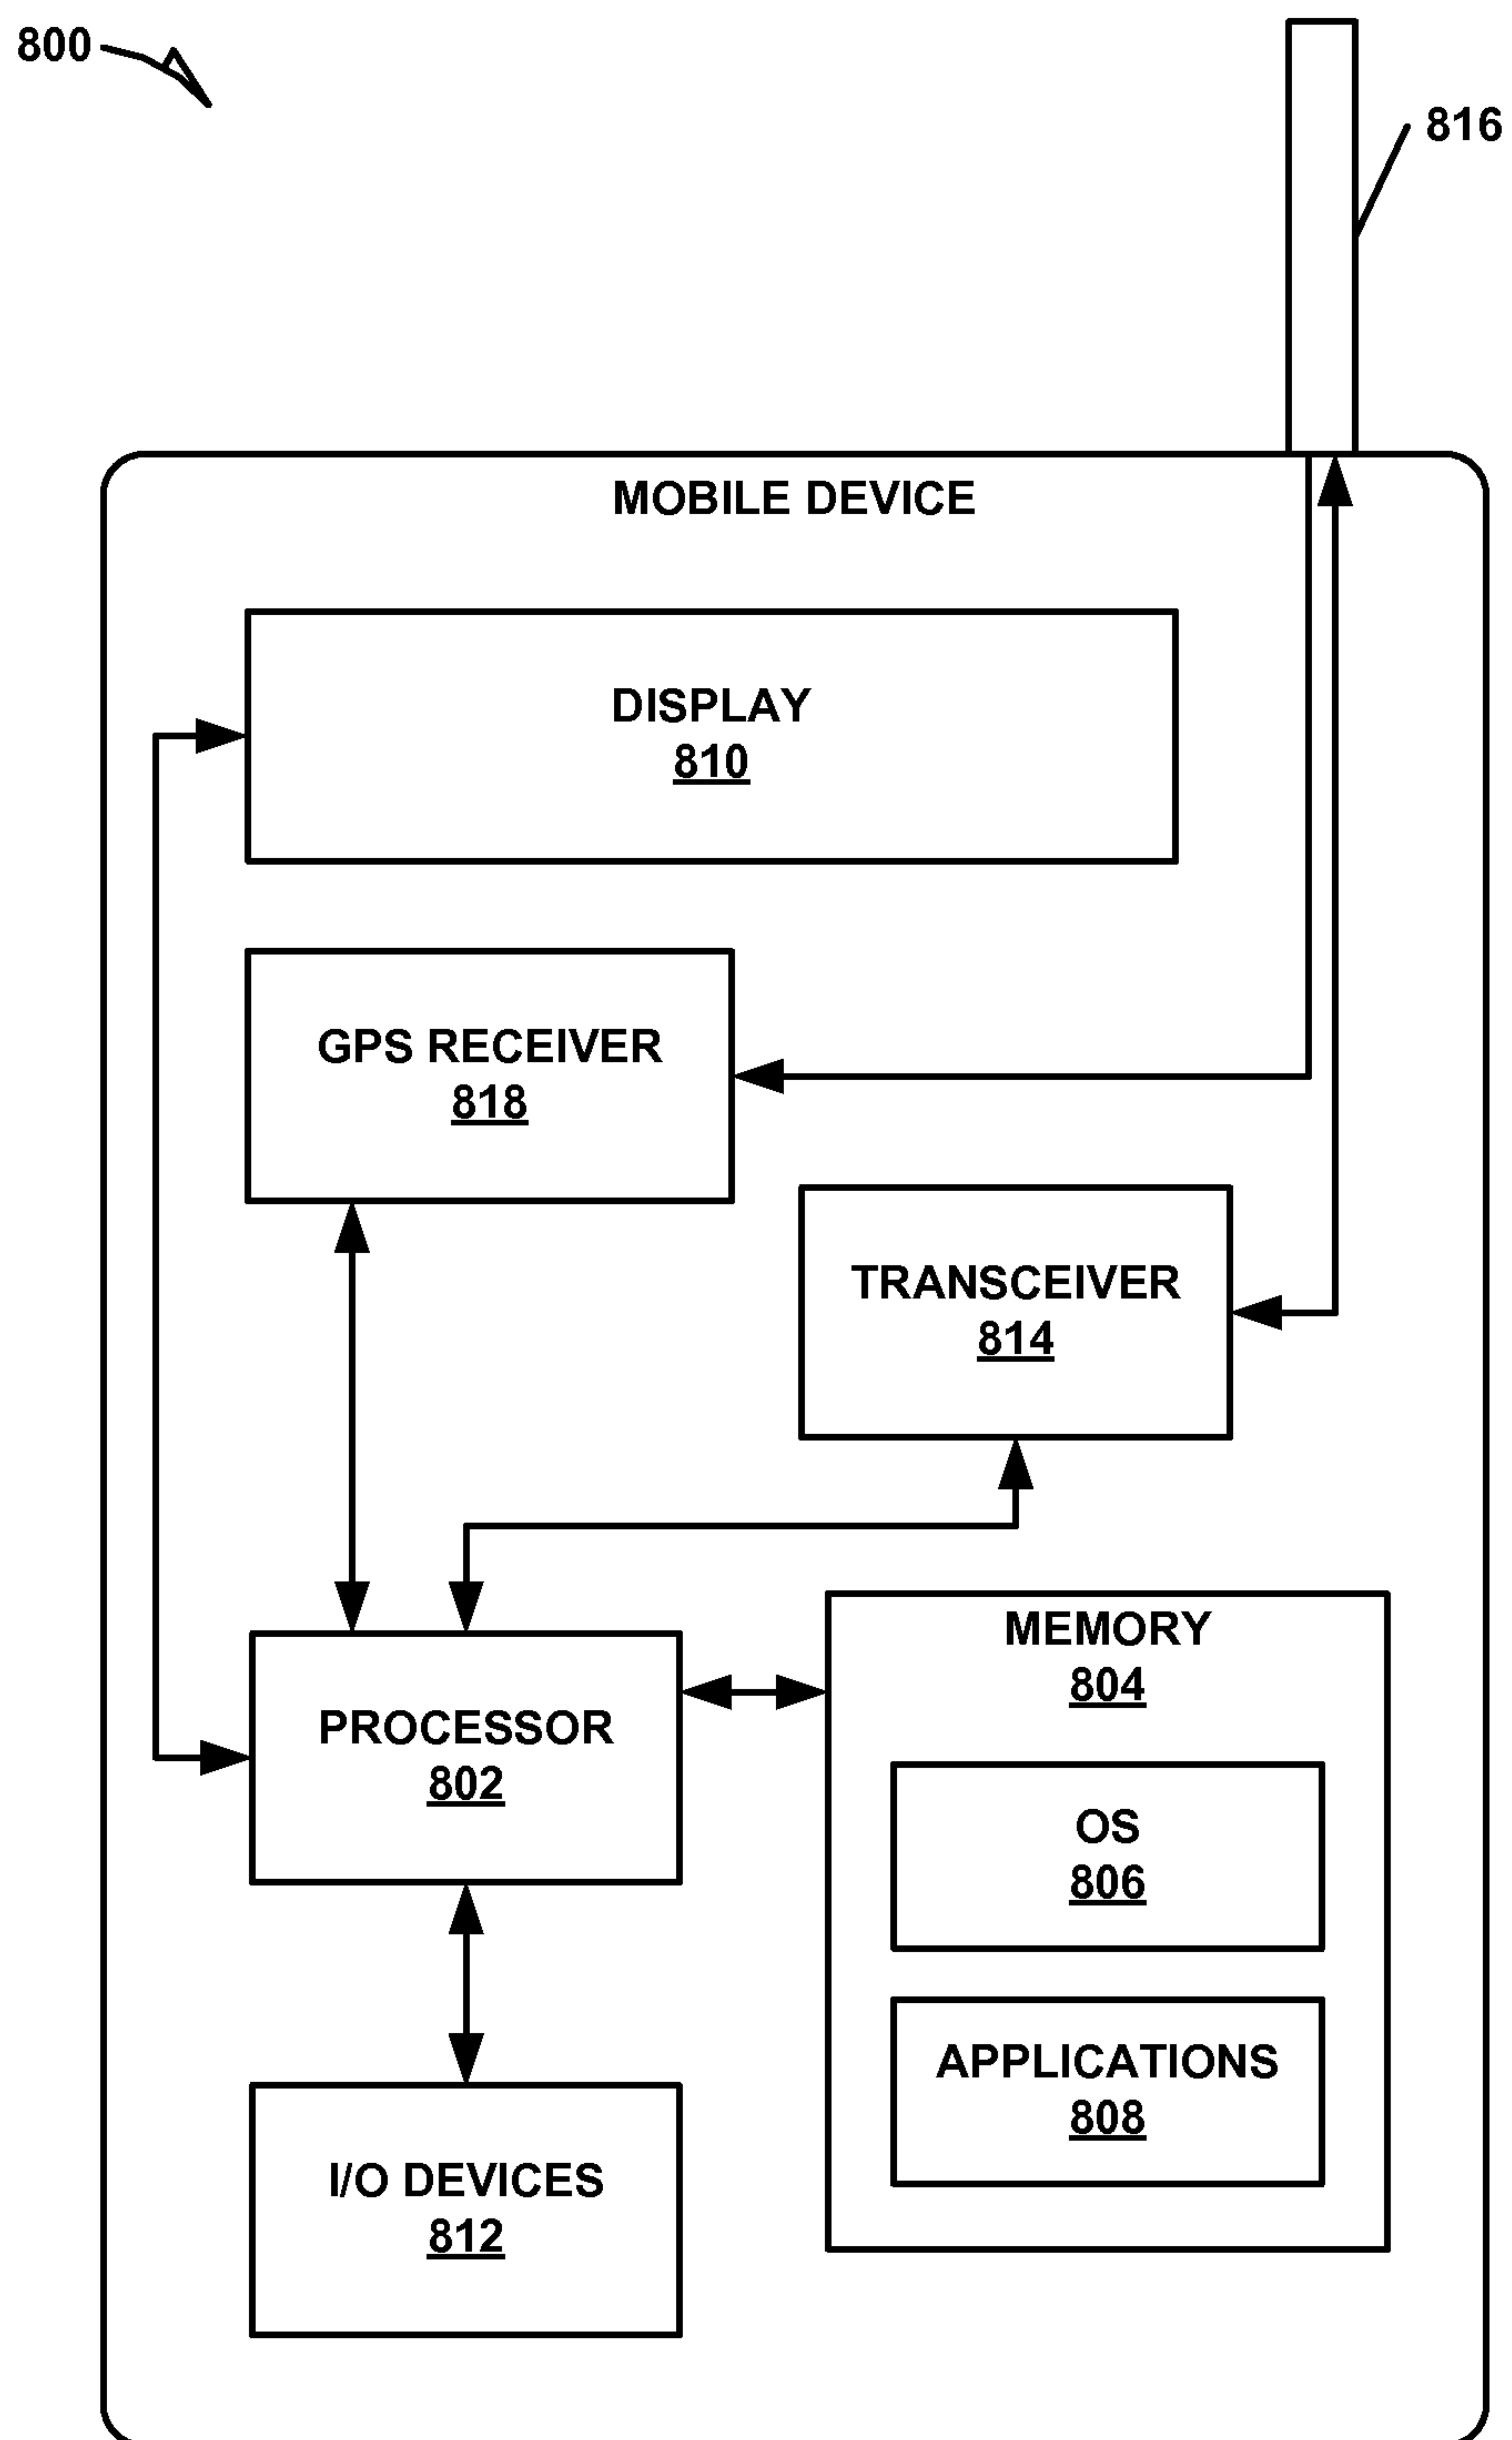 800
816
MOBILE DEVICE
DISPLAY
810
GPS RECEIVER
818
TRANSCEIVER
814
MEMORY
804
PROCESSOR
802
OS
806
APPLICATIONS
808
I/O DEVICES
812